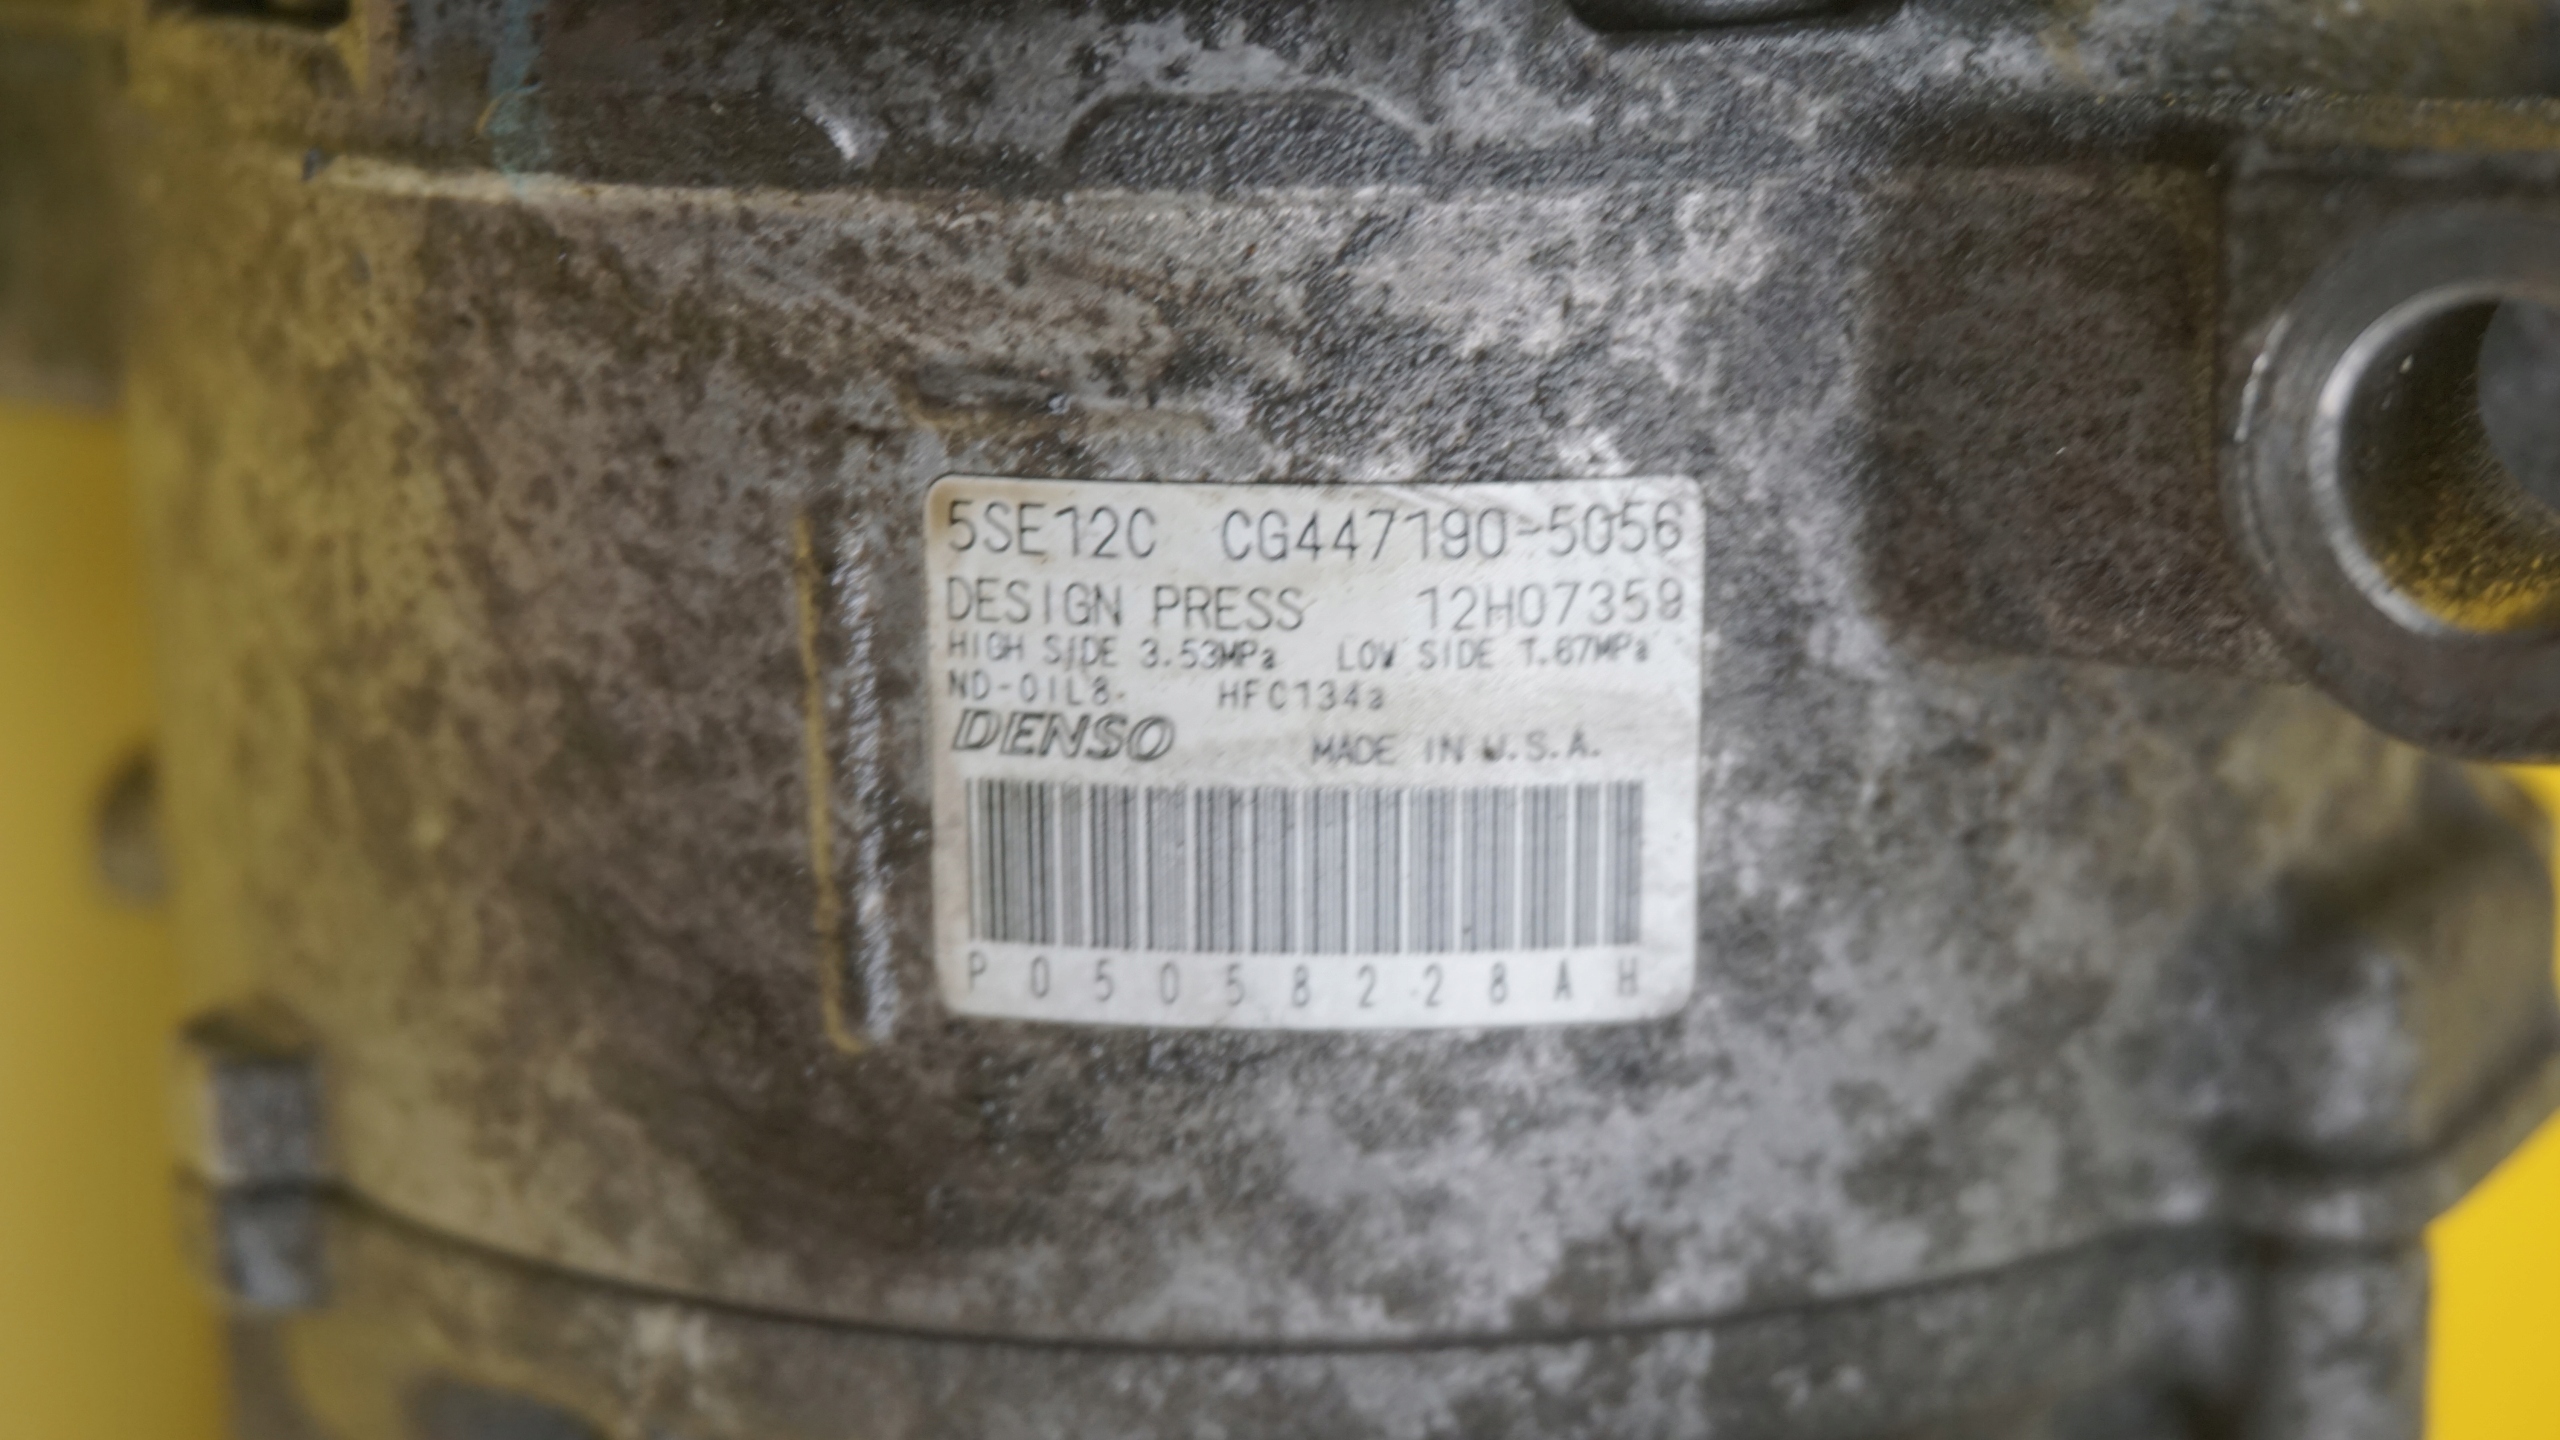 5SE12C CG447190-5056
DESIGN PRESS 12H07359
HIGH SIDE 3.53MPa LOW SIDE 1.67MPa
ND-OIL8. HFC134a
DENSO MADE IN U.S.A.
P05058228AH